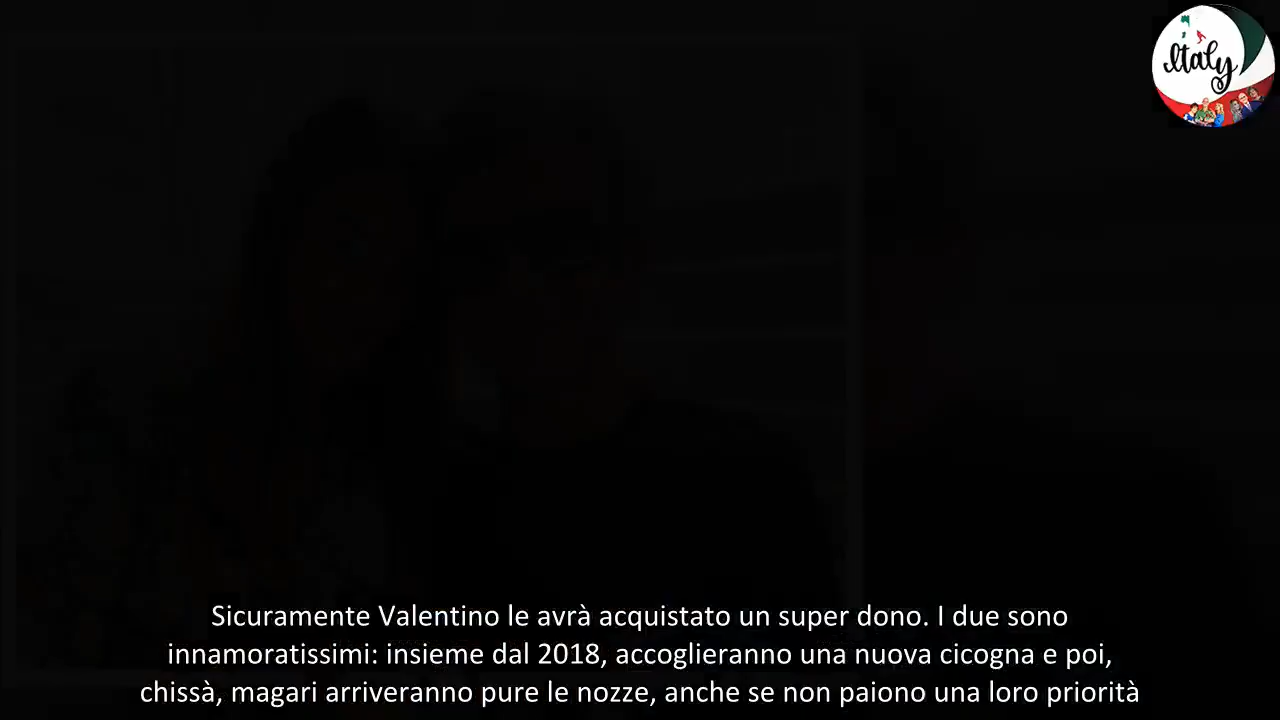 Italy
Sicuramente Valentino le avrà acquistato un super dono. I due sono
innamoratissimi: insieme dal 2018, accoglieranno una nuova cicogna e poi,
chissà, magari arriveranno pure le nozze, anche se non paiono una loro priorità